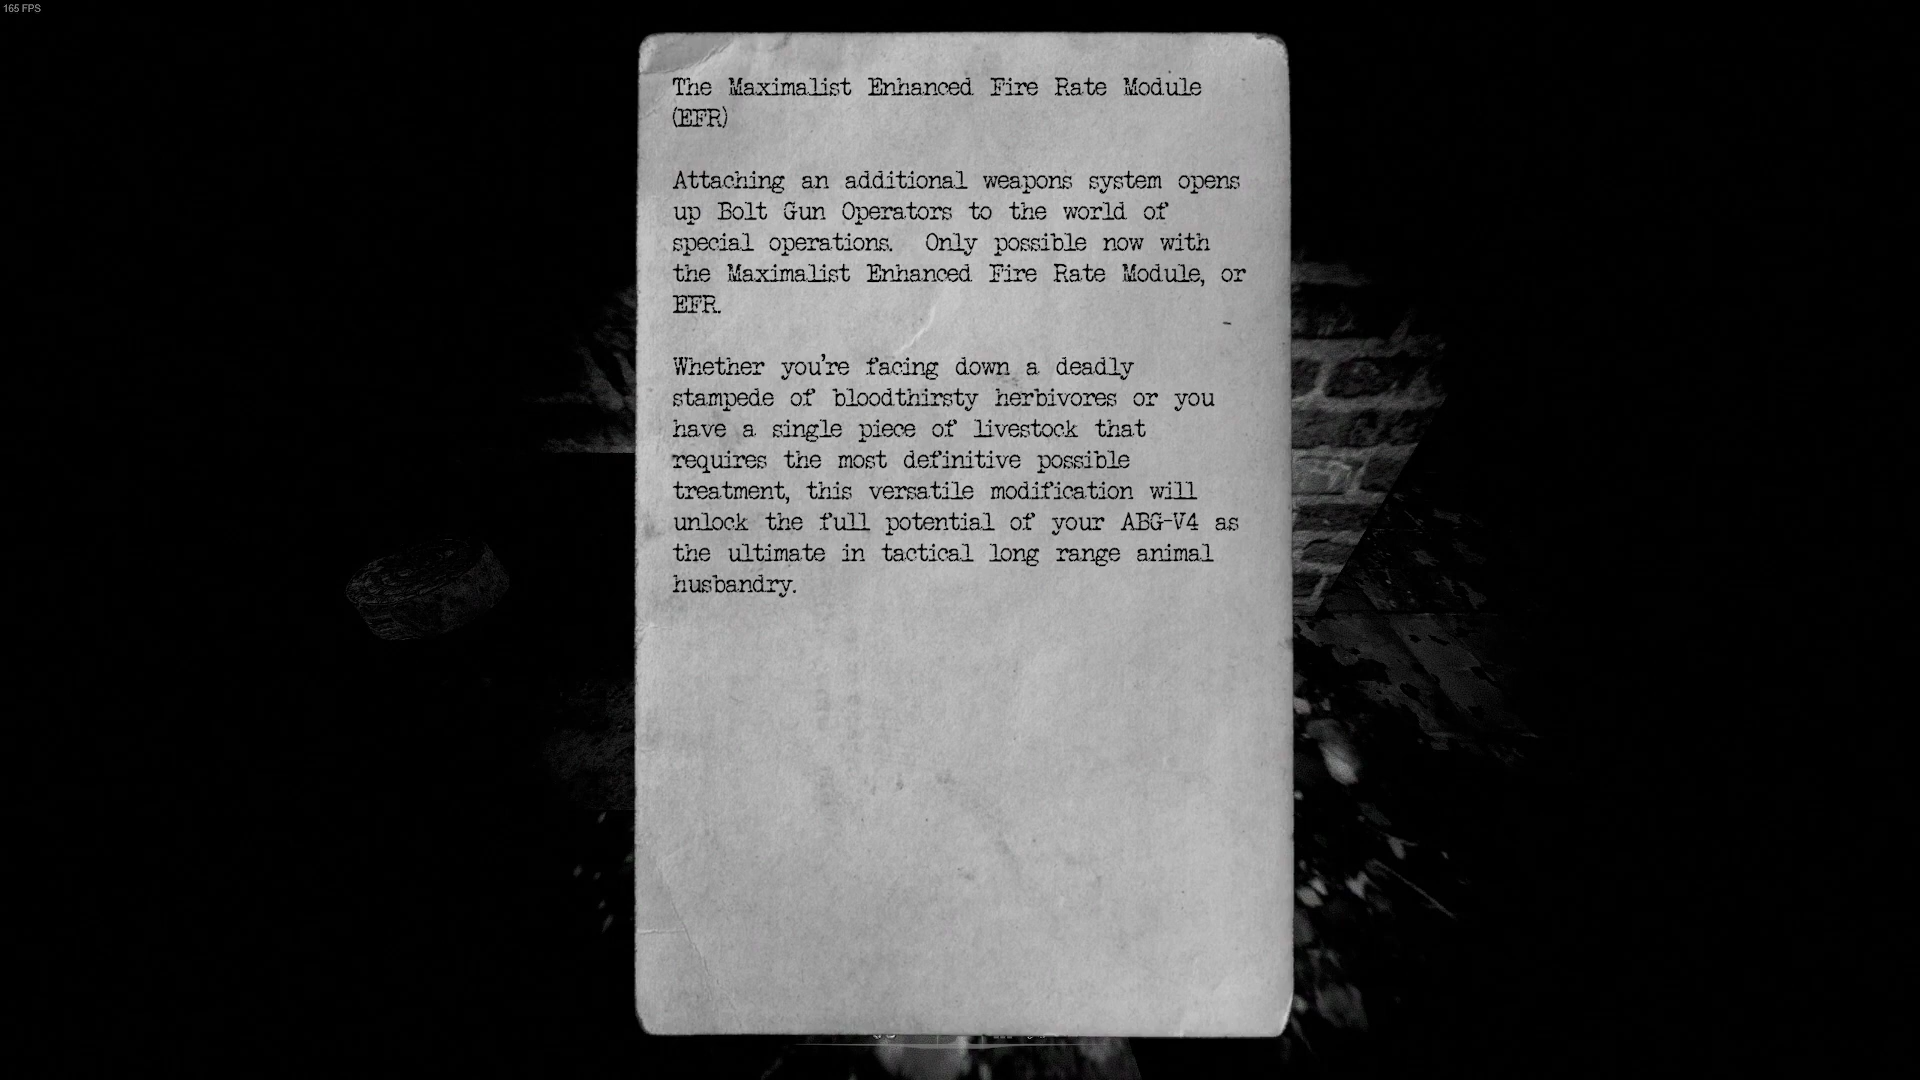 165 FPS
The Maximalist Enhanced Fire Rate Module
(EFR)
Attaching an additional weapons system opens
up Bolt Gun Operators to the world of
special operations.  Only possible now with
the Maximalist Enhanced Fire Rate Module, or
EFR.
Whether you're facing down a deadly
stampede of bloodthirsty herbivores or you
have a single piece of livestock that
requires the most definitive possible
treatment, this versatile modification will
unlock the full potential of your ABG-V4 as
the ultimate in tactical long range animal
husbandry.